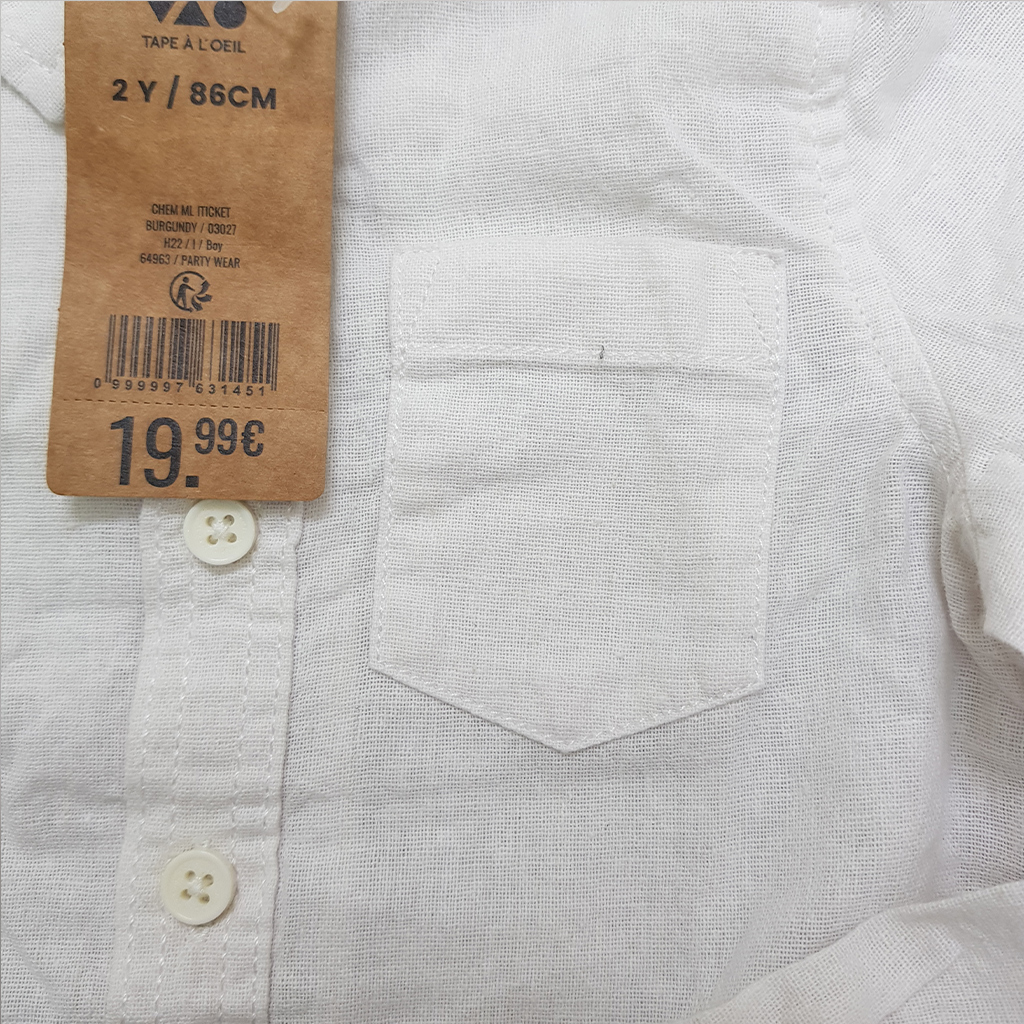 TAPE À L'OEIL
2 Y / 86CM
CHEM ML ITICKET
BURGUNDY / 03027
H22 / I / Boy
64963 / PARTY WEAR
0 999997 631451
19.99€